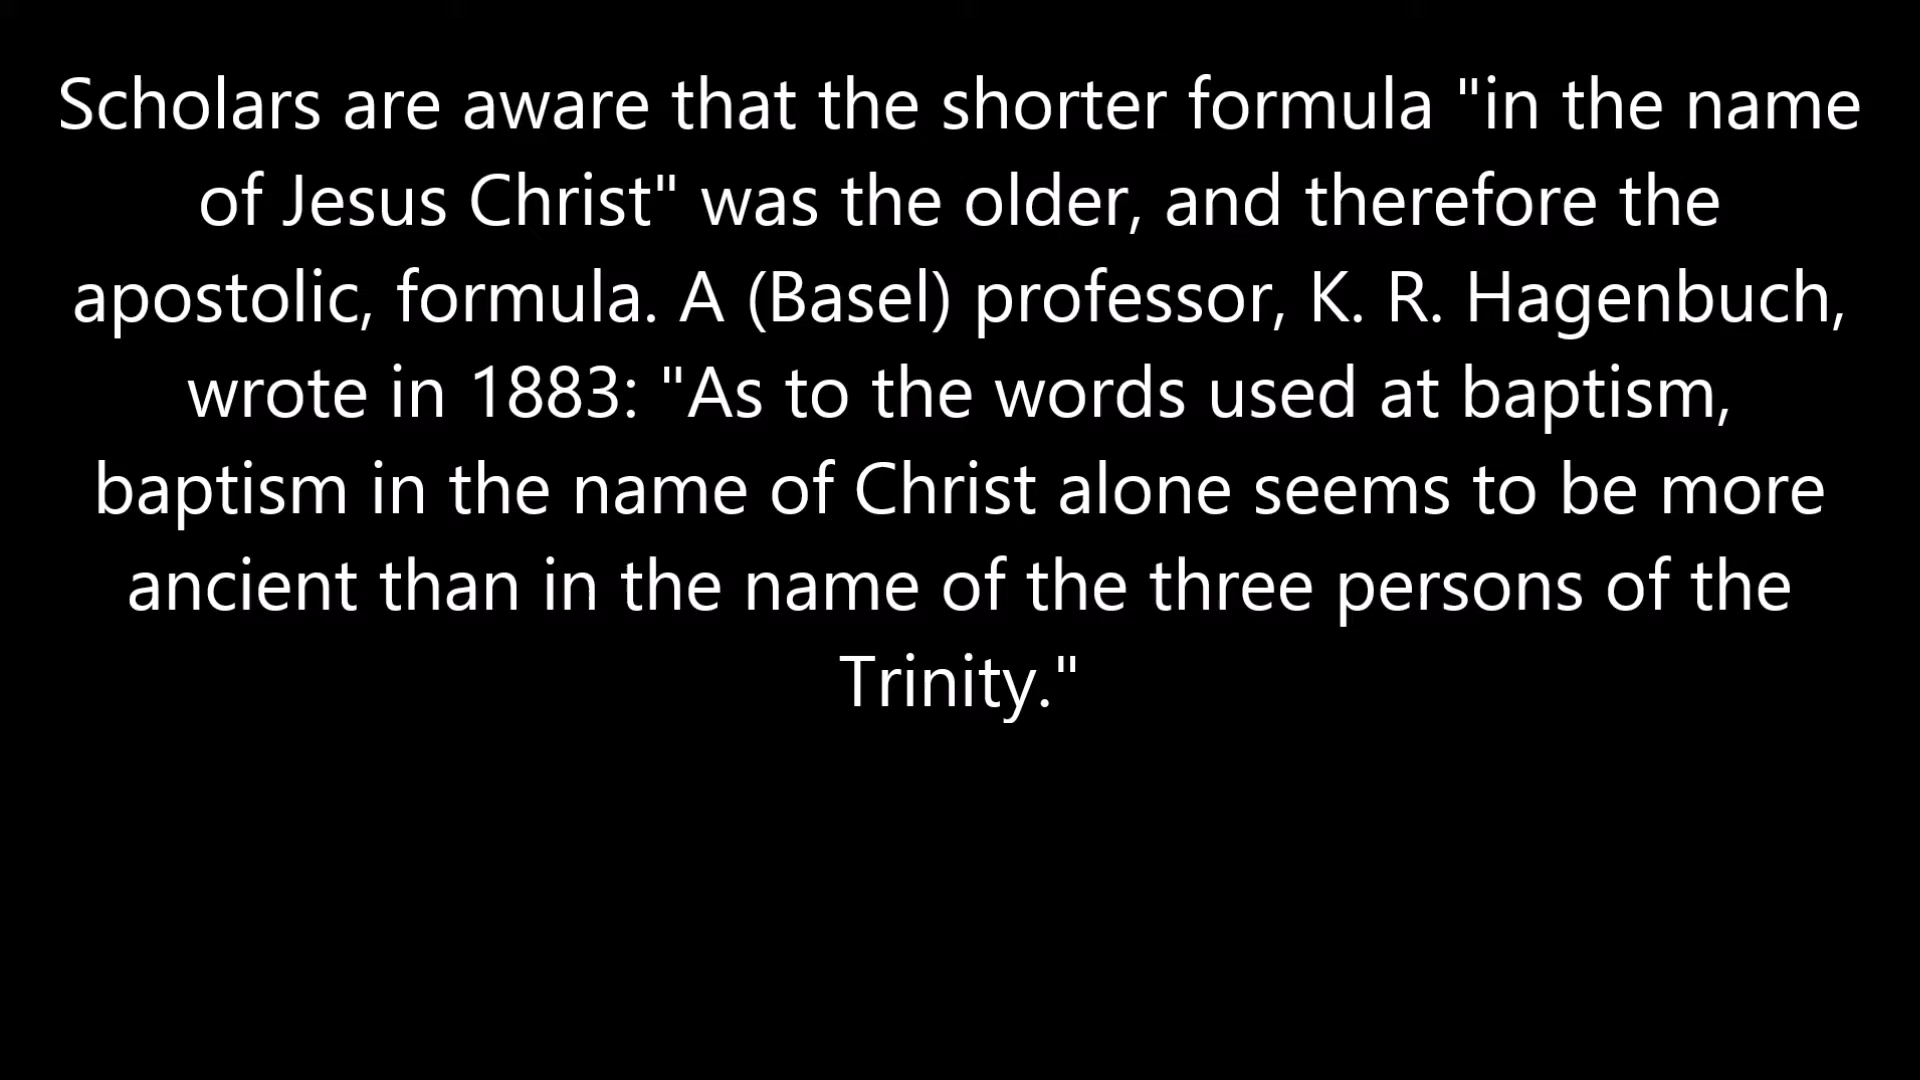 Scholars are aware that the shorter formula "in the name
of Jesus Christ" was the older, and therefore the
apostolic, formula. A (Basel) professor, K. R. Hagenbuch,
wrote in 1883: "As to the words used at baptism,
baptism in the name of Christ alone seems to be more
ancient than in the name of the three persons of the
Trinity."